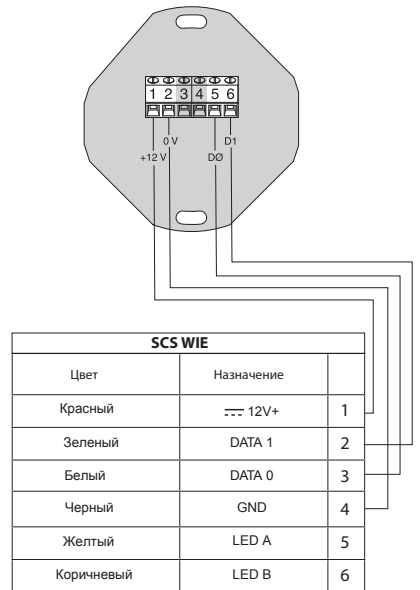 1 2 3 4 5 6
0 V D1
+12 V DØ
SCS WIE
Цвет Назначение
Красный 12V+ 1
Зеленый DATA 1 2
Белый DATA 0 3
Черный GND 4
Желтый LED A 5
Коричневый LED B 6